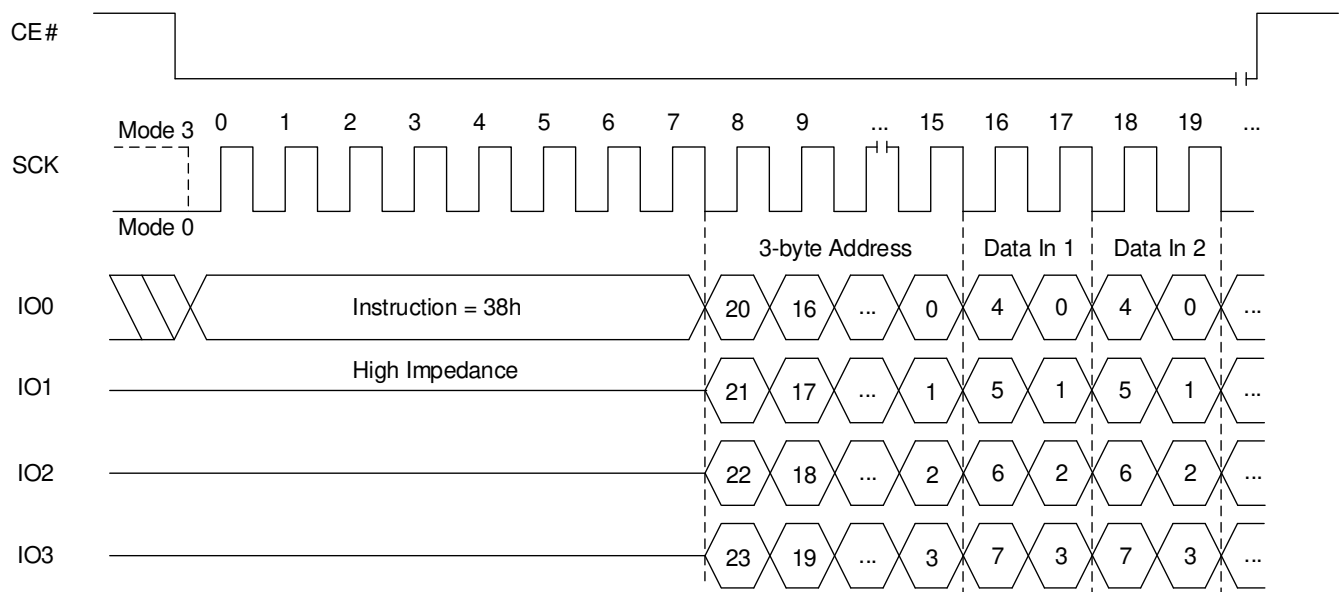 CE#
Mode 3 0 1 2 3 4 5 6 7 8 9 ... 15 16 17 18 19 ...
SCK
Mode 0
3-byte Address Data In 1 Data In 2
IO0 Instruction = 38h 20 16 ... 0 4 0 4 0 ...
High Impedance
IO1 21 17 ... 1 5 1 5 1 ...
IO2 22 18 ... 2 6 2 6 2 ...
IO3 23 19 ... 3 7 3 7 3 ...